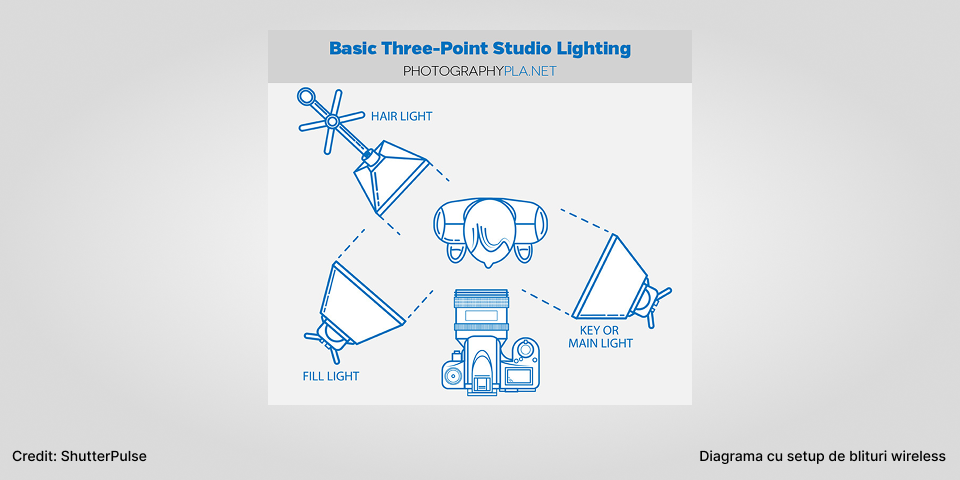 Basic Three-Point Studio Lighting
PHOTOGRAPHYPLA.NET
HAIR LIGHT
KEY OR
MAIN LIGHT
FILL LIGHT
Credit: ShutterPulse
Diagrama cu setup de blituri wireless